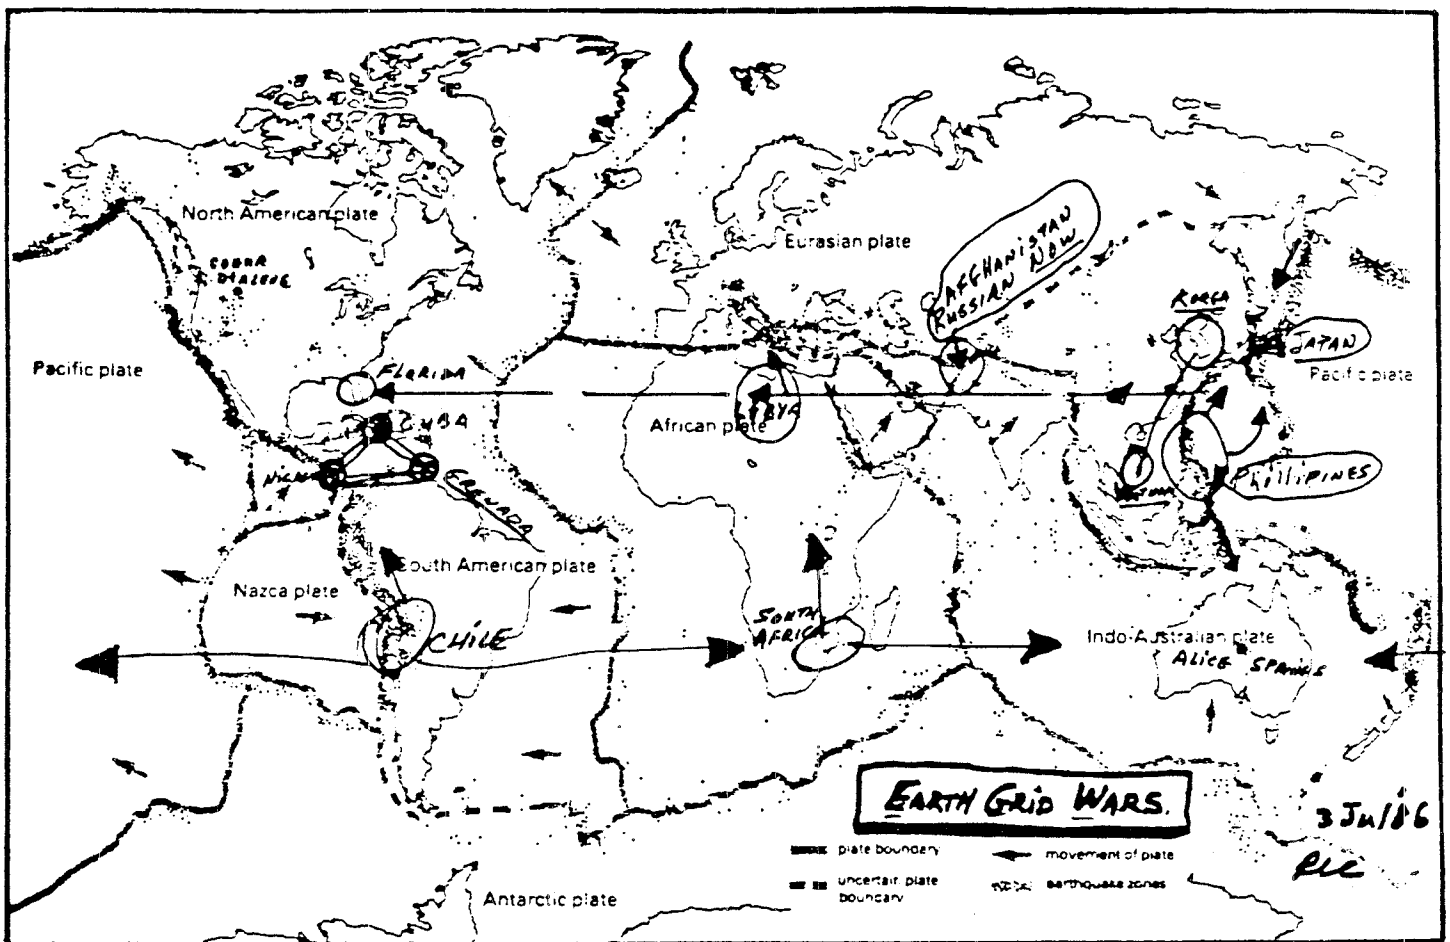 North American plate
COEUR
D'ALENE
Eurasian plate
AFGHANISTAN
RUSSIAN NOW
KOREA
JAPAN
Pacific plate
Pacific plate
FLORIDA
CUBA
LIBYA
African plate
GRENADA
PHILLIPINES
South American plate
Nazca plate
CHILE
SOUTH
AFRICA
Indo-Australian plate
ALICE SPRINGS
EARTH GRID WARS.
3 Jul 86
plate boundary
movement of plate
uncertain plate
boundary
earthquake zones
Antarctic plate